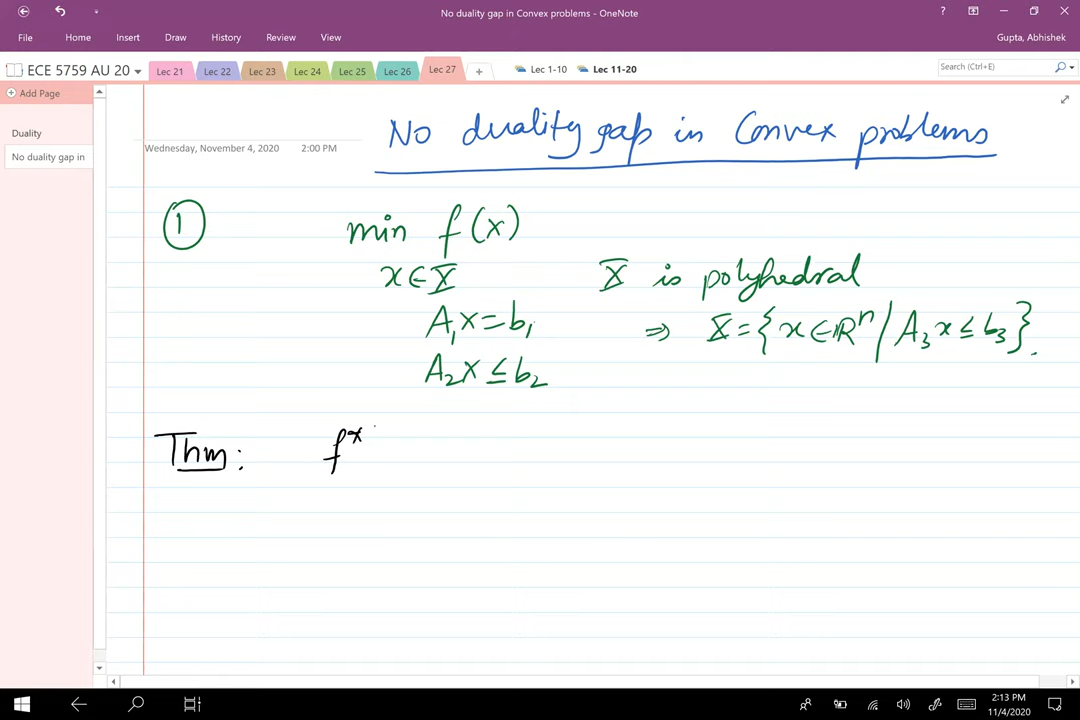 No duality gap in Convex problems - OneNote
?
File Home Insert Draw History Review View
Gupta, Abhishek
ECE 5759 AU 20
Lec 21
Lec 22
Lec 23
Lec 24
Lec 25
Lec 26
Lec 27
+
Lec 1-10
Lec 11-20
Search (Ctrl+E)
Add Page
Duality
No duality gap in
No duality gap in Convex problems
Wednesday, November 4, 2020 2:00 PM
① min f(x)
x∈X X is polyhedral
A₁x=b₁ ⇒ X={x∈ℝⁿ/A₃x≤b₃}.
A₂x≤b₂
Thm: f*
2:13 PM
11/4/2020